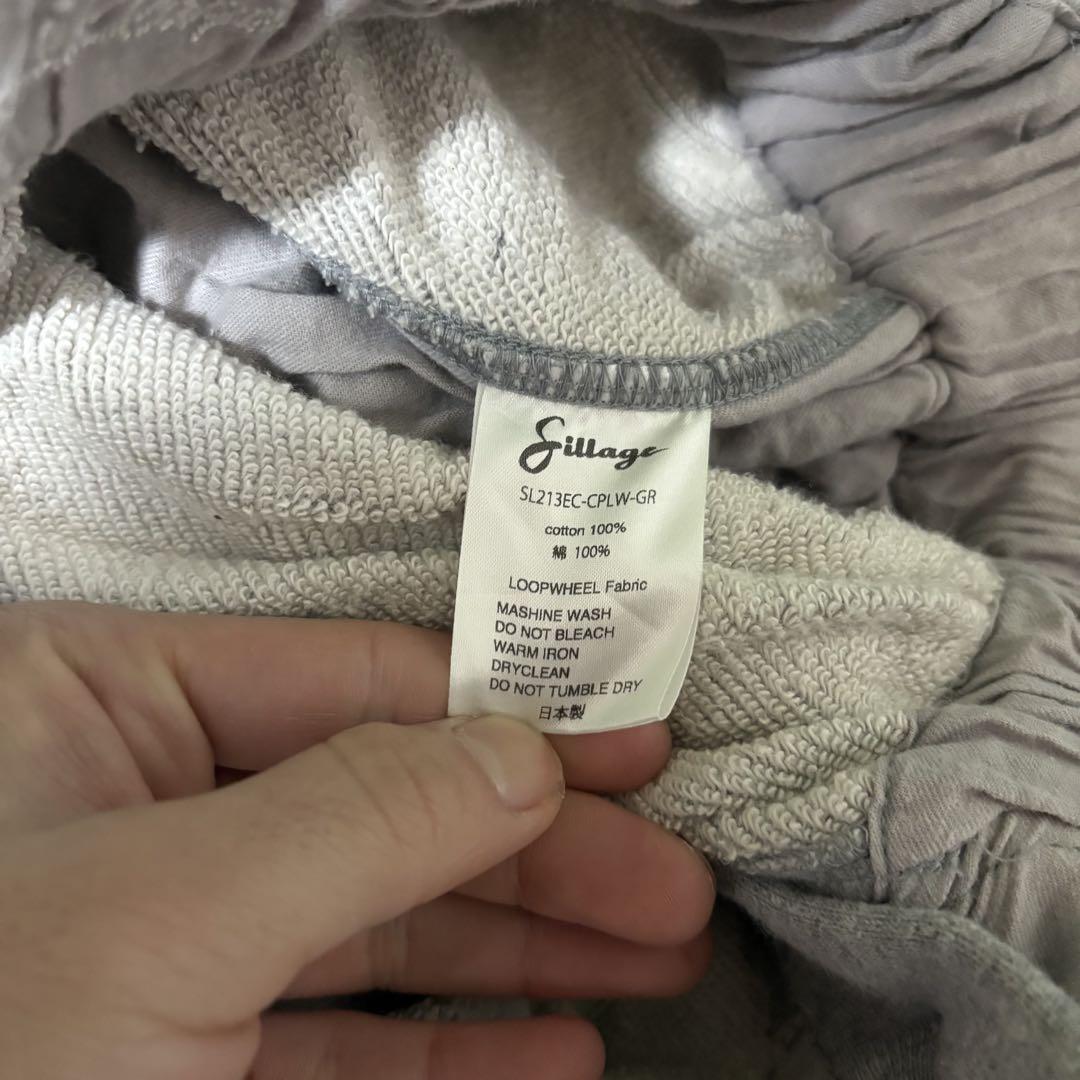 Sillage
SL213EC-CPLW-GR
cotton 100%
綿 100%
LOOPWHEEL Fabric
MASHINE WASH
DO NOT BLEACH
WARM IRON
DRYCLEAN
DO NOT TUMBLE DRY
日本製